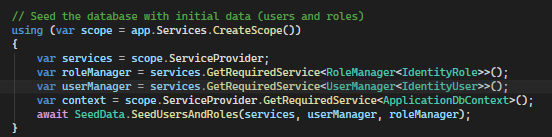 // Seed the database with initial data (users and roles)
using (var scope = app.Services.CreateScope())
{
    var services = scope.ServiceProvider;
    var roleManager = services.GetRequiredService<RoleManager<IdentityRole>>();
    var userManager = services.GetRequiredService<UserManager<IdentityUser>>();
    var context = scope.ServiceProvider.GetRequiredService<ApplicationDbContext>();
    await SeedData.SeedUsersAndRoles(services, userManager, roleManager);
}